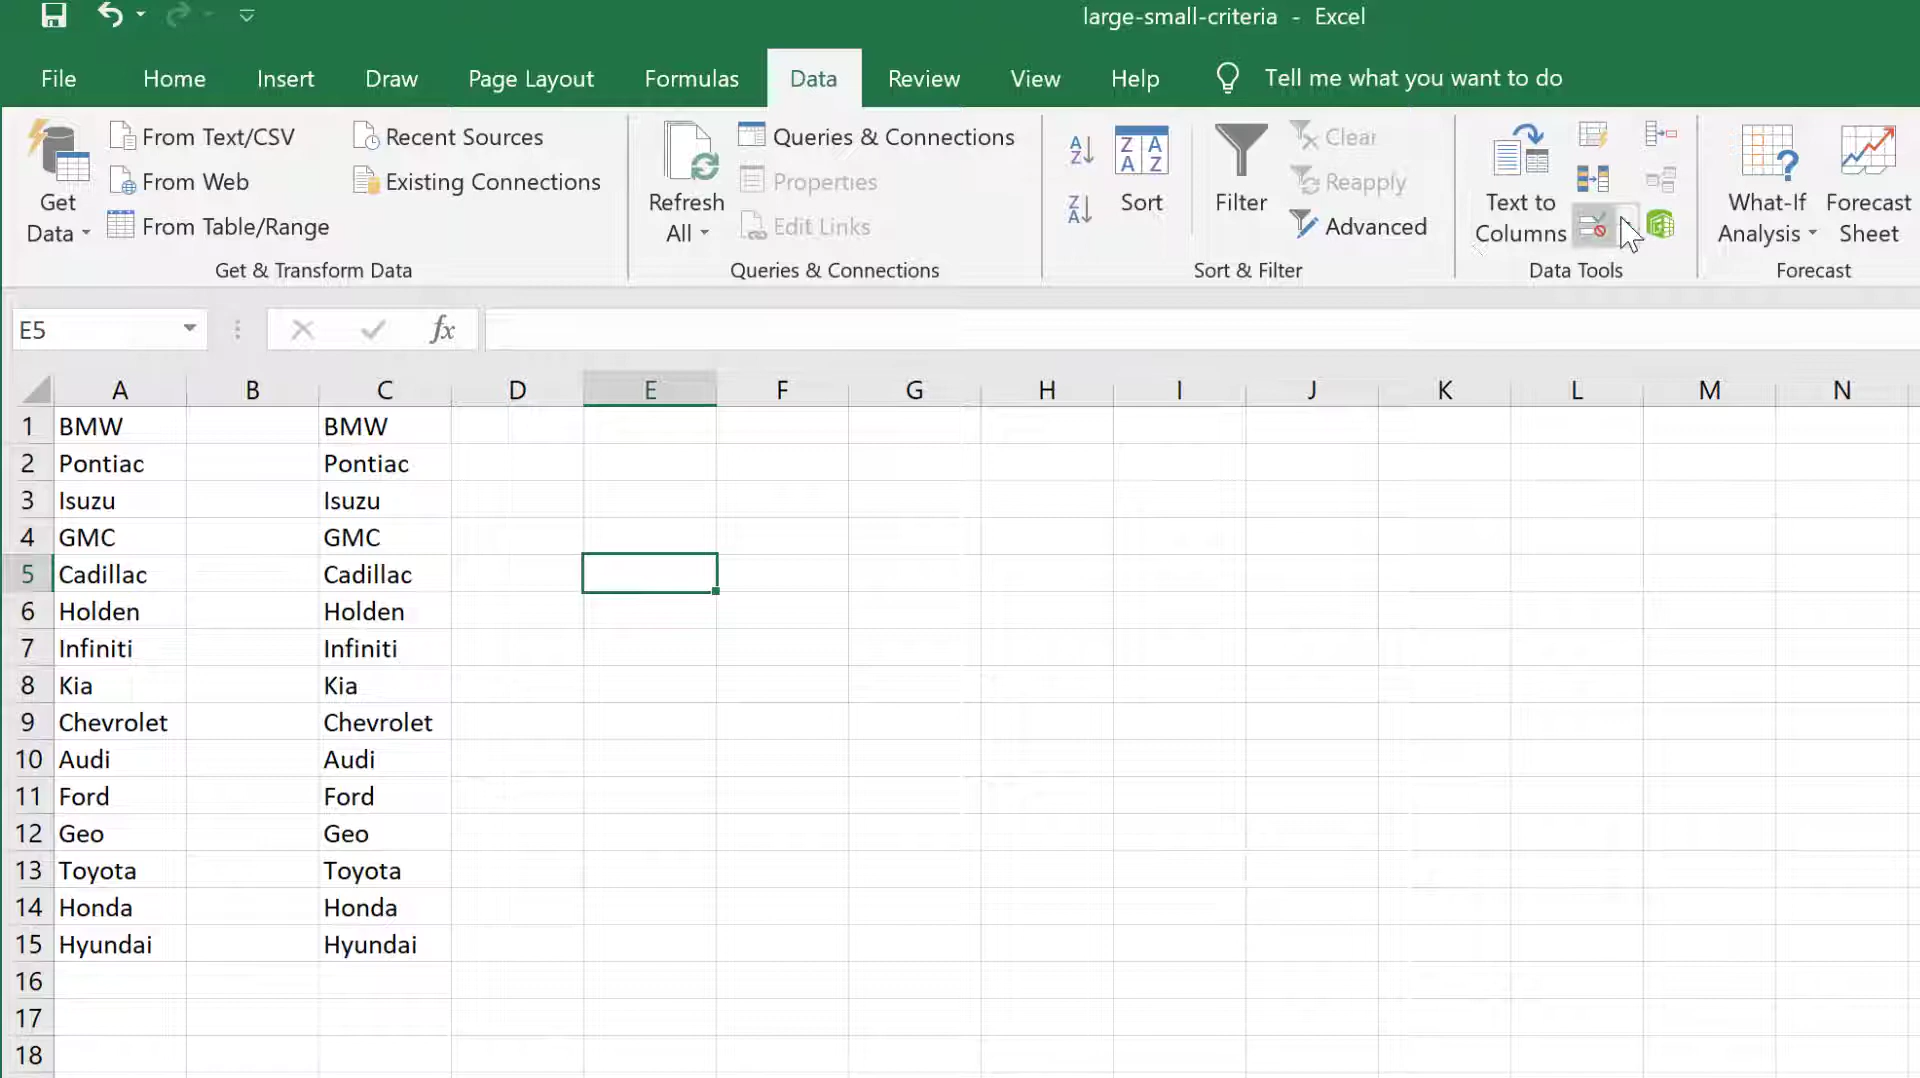 large-small-criteria - Excel
File Home Insert Draw Page Layout Formulas Data Review View Help Tell me what you want to do
Get Data
From Text/CSV
From Web
From Table/Range
Recent Sources
Existing Connections
Get & Transform Data
Refresh All
Queries & Connections
Properties
Edit Links
Queries & Connections
Sort
Filter
Clear
Reapply
Advanced
Sort & Filter
Text to Columns
Data Tools
What-If Analysis
Forecast Sheet
Forecast
E5 fx
A B C D E F G H I J K L M N
1 BMW BMW
2 Pontiac Pontiac
3 Isuzu Isuzu
4 GMC GMC
5 Cadillac Cadillac
6 Holden Holden
7 Infiniti Infiniti
8 Kia Kia
9 Chevrolet Chevrolet
10 Audi Audi
11 Ford Ford
12 Geo Geo
13 Toyota Toyota
14 Honda Honda
15 Hyundai Hyundai
16
17
18